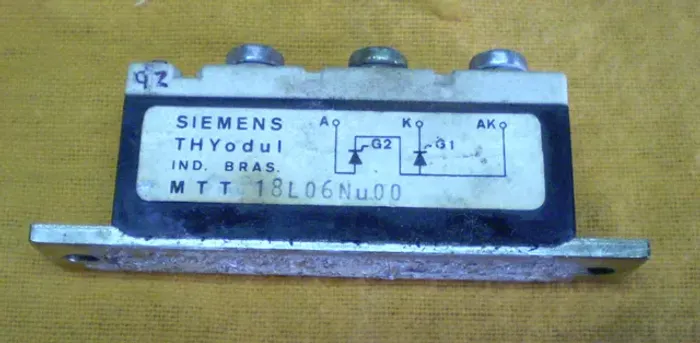 92
SIEMENS
THYodul
IND. BRAS.
MTT 18L06Nu00
A K AK
G2 G1